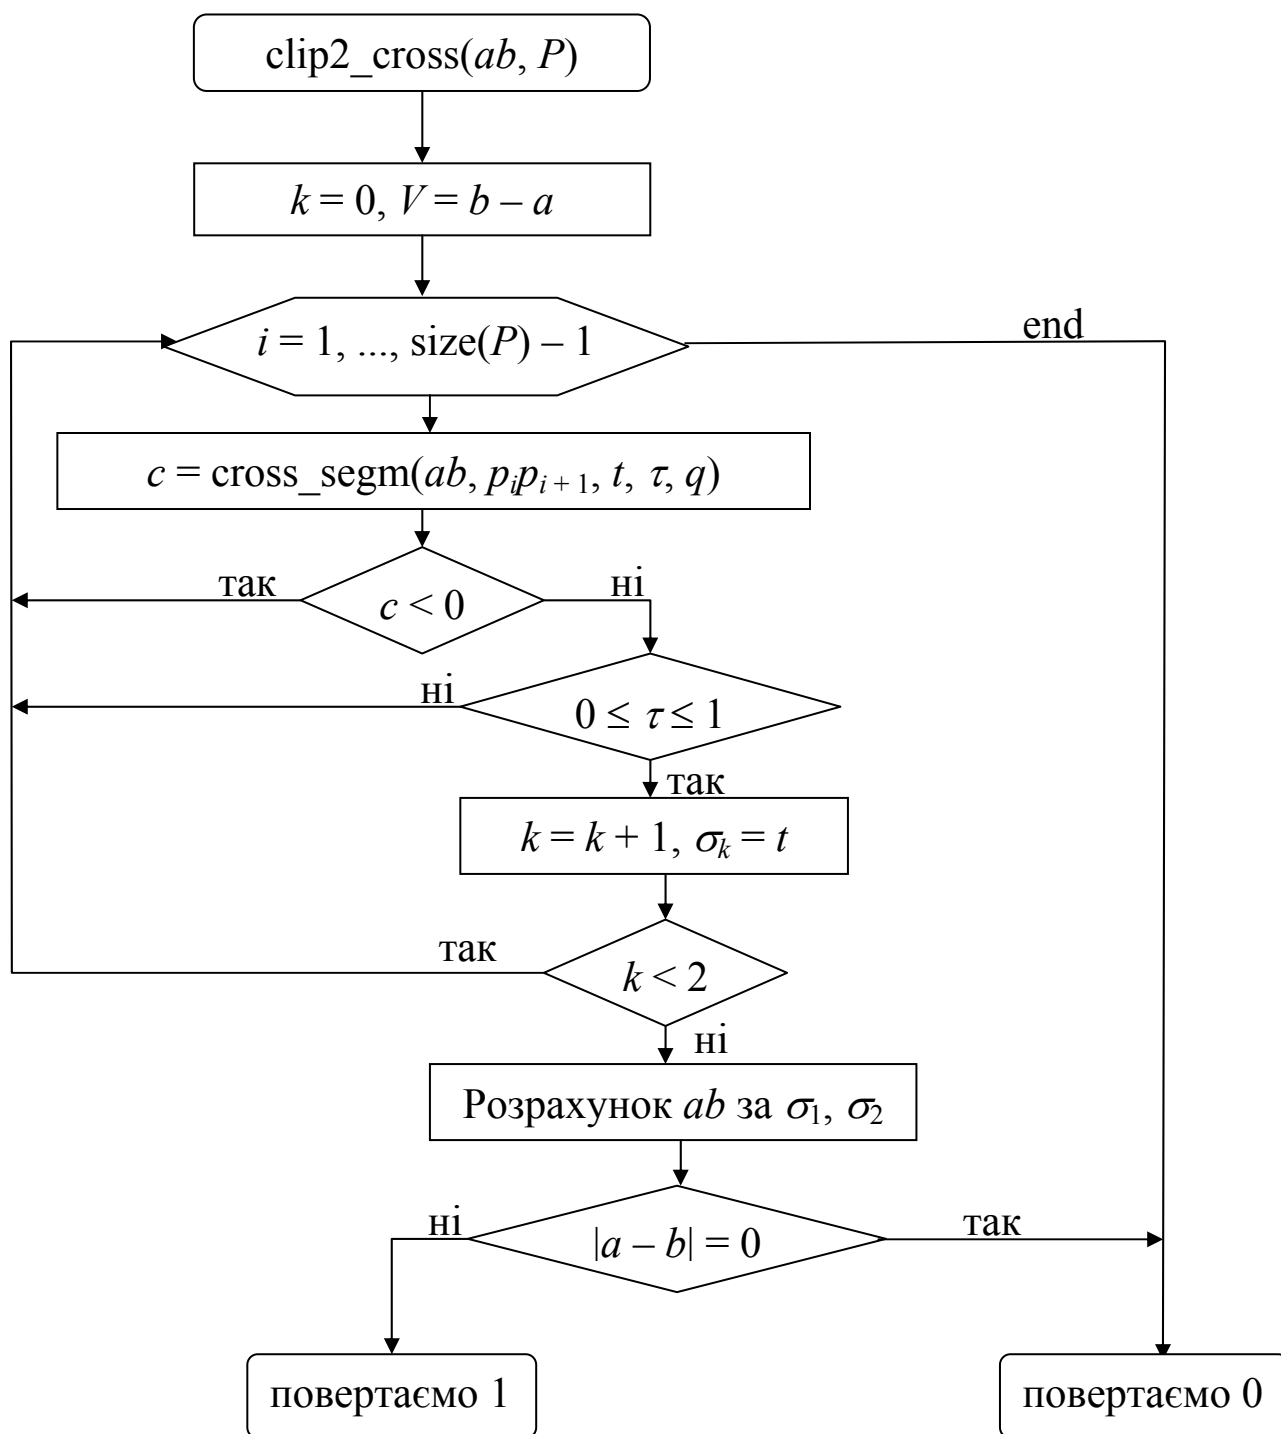 clip2_cross(ab, P)
k = 0, V = b – a
i = 1, ..., size(P) – 1
end
c = cross_segm(ab, pᵢpᵢ₊₁, t, τ, q)
так
ні
c < 0
ні
0 ≤ τ ≤ 1
так
k = k + 1, σₖ = t
так
k < 2
ні
Розрахунок ab за σ₁, σ₂
ні
так
|a – b| = 0
повертаємо 1
повертаємо 0